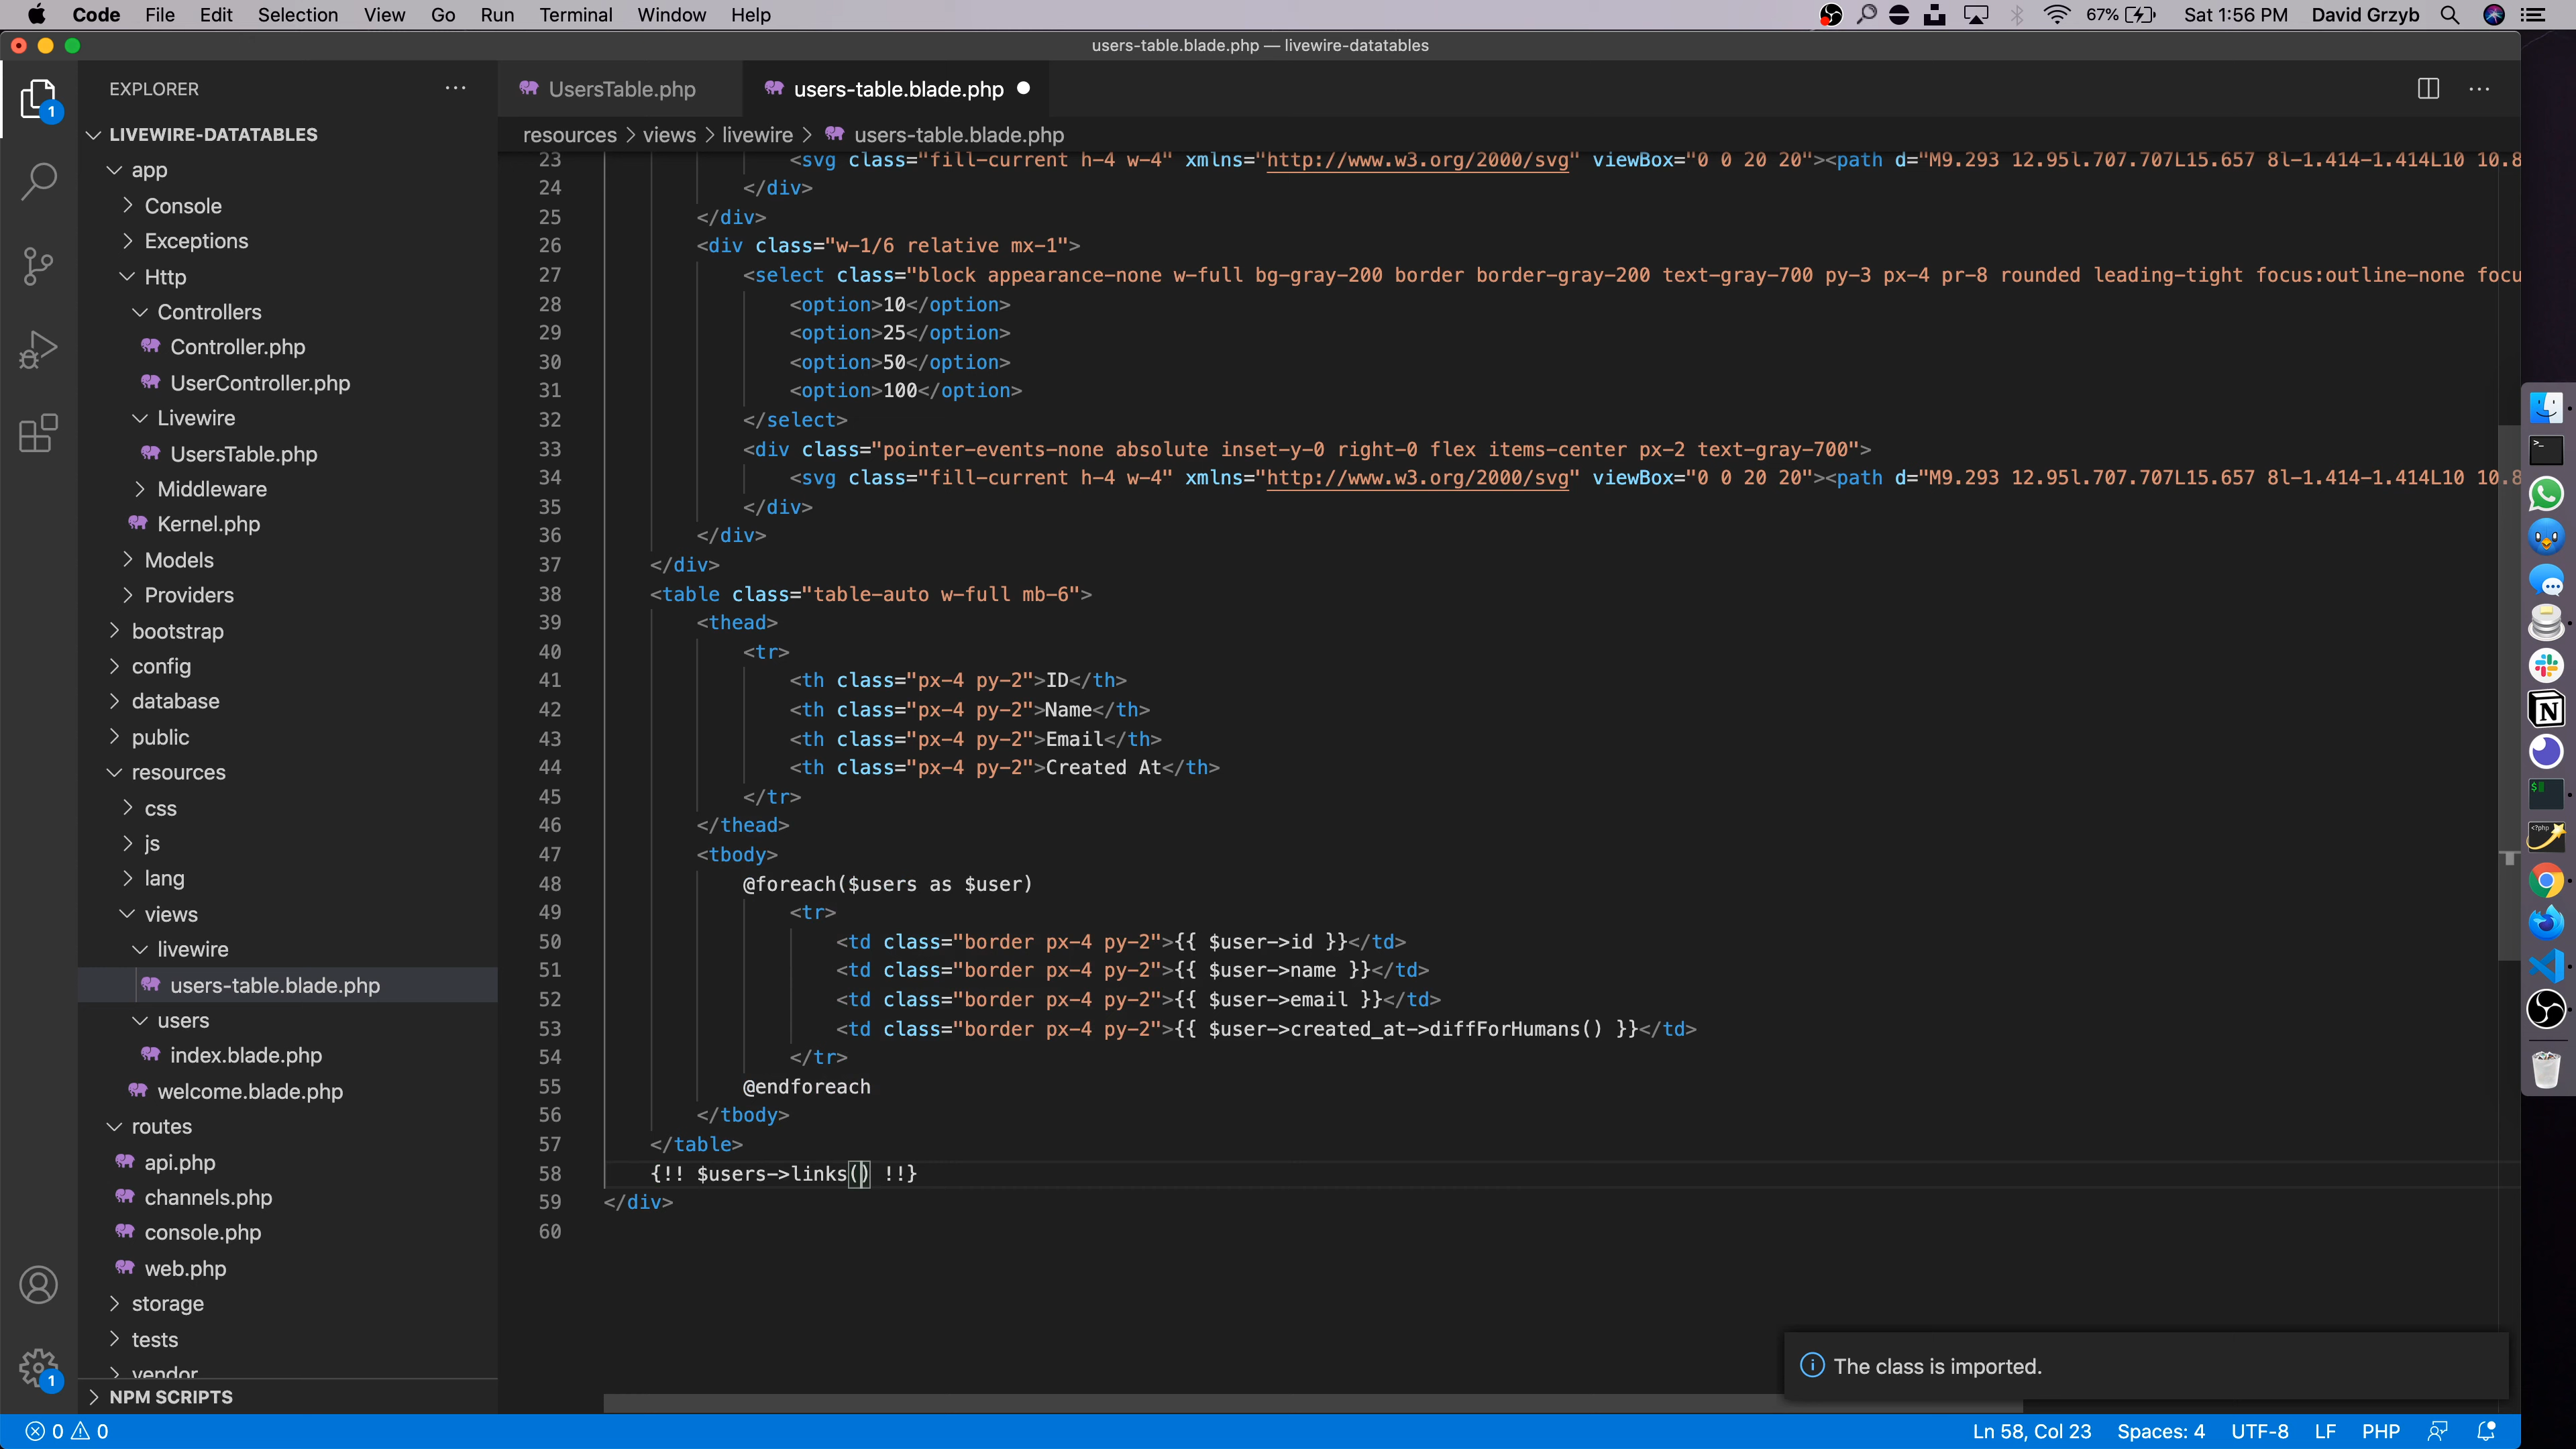 Code File Edit Selection View Go Run Terminal Window Help 67% Sat 1:56 PM David Grzyb
users-table.blade.php — livewire-datatables
EXPLORER
LIVEWIRE-DATATABLES
app
Console
Exceptions
Http
Controllers
Controller.php
UserController.php
Livewire
UsersTable.php
Middleware
Kernel.php
Models
Providers
bootstrap
config
database
public
resources
css
js
lang
views
livewire
users-table.blade.php
users
index.blade.php
welcome.blade.php
routes
api.php
channels.php
console.php
web.php
storage
tests
vendor
NPM SCRIPTS
1
1
UsersTable.php users-table.blade.php
resources > views > livewire > users-table.blade.php
23 <svg class="fill-current h-4 w-4" xmlns="http://www.w3.org/2000/svg" viewBox="0 0 20 20"><path d="M9.293 12.95l.707.707L15.657 8l-1.414-1.414L10 10.8
24 </div>
25 </div>
26 <div class="w-1/6 relative mx-1">
27 <select class="block appearance-none w-full bg-gray-200 border border-gray-200 text-gray-700 py-3 px-4 pr-8 rounded leading-tight focus:outline-none focu
28 <option>10</option>
29 <option>25</option>
30 <option>50</option>
31 <option>100</option>
32 </select>
33 <div class="pointer-events-none absolute inset-y-0 right-0 flex items-center px-2 text-gray-700">
34 <svg class="fill-current h-4 w-4" xmlns="http://www.w3.org/2000/svg" viewBox="0 0 20 20"><path d="M9.293 12.95l.707.707L15.657 8l-1.414-1.414L10 10.8
35 </div>
36 </div>
37 </div>
38 <table class="table-auto w-full mb-6">
39 <thead>
40 <tr>
41 <th class="px-4 py-2">ID</th>
42 <th class="px-4 py-2">Name</th>
43 <th class="px-4 py-2">Email</th>
44 <th class="px-4 py-2">Created At</th>
45 </tr>
46 </thead>
47 <tbody>
48 @foreach($users as $user)
49 <tr>
50 <td class="border px-4 py-2">{{ $user->id }}</td>
51 <td class="border px-4 py-2">{{ $user->name }}</td>
52 <td class="border px-4 py-2">{{ $user->email }}</td>
53 <td class="border px-4 py-2">{{ $user->created_at->diffForHumans() }}</td>
54 </tr>
55 @endforeach
56 </tbody>
57 </table>
58 {!! $users->links() !!}
59 </div>
60
The class is imported.
0 0 Ln 58, Col 23 Spaces: 4 UTF-8 LF PHP